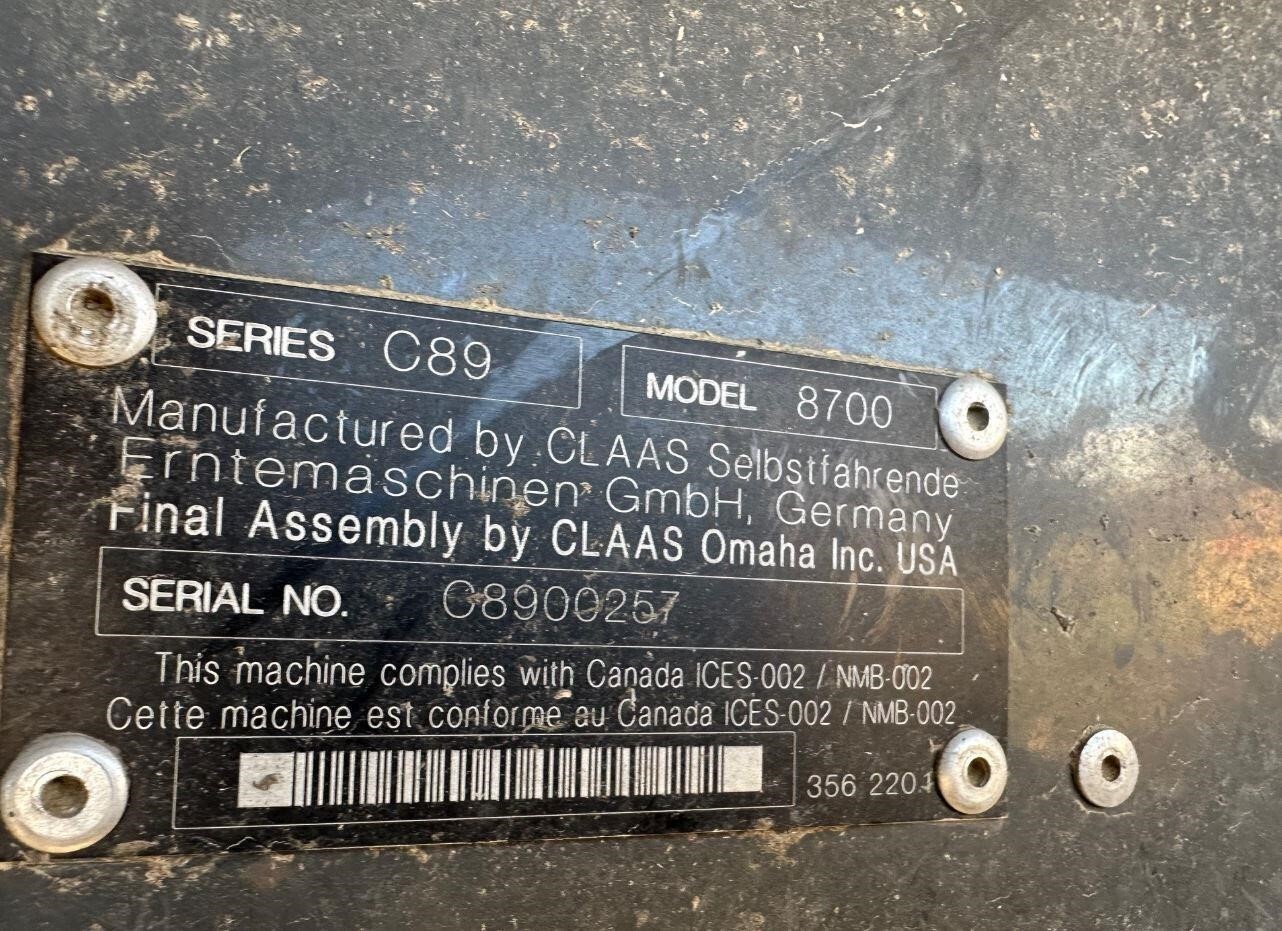 SERIES C89 MODEL 8700
Manufactured by CLAAS Selbstfahrende
Erntemaschinen GmbH, Germany
Final Assembly by CLAAS Omaha Inc. USA
SERIAL NO. C8900257
This machine complies with Canada ICES-002 / NMB-002
Cette machine est conforme au Canada ICES-002 / NMB-002
356 220.1